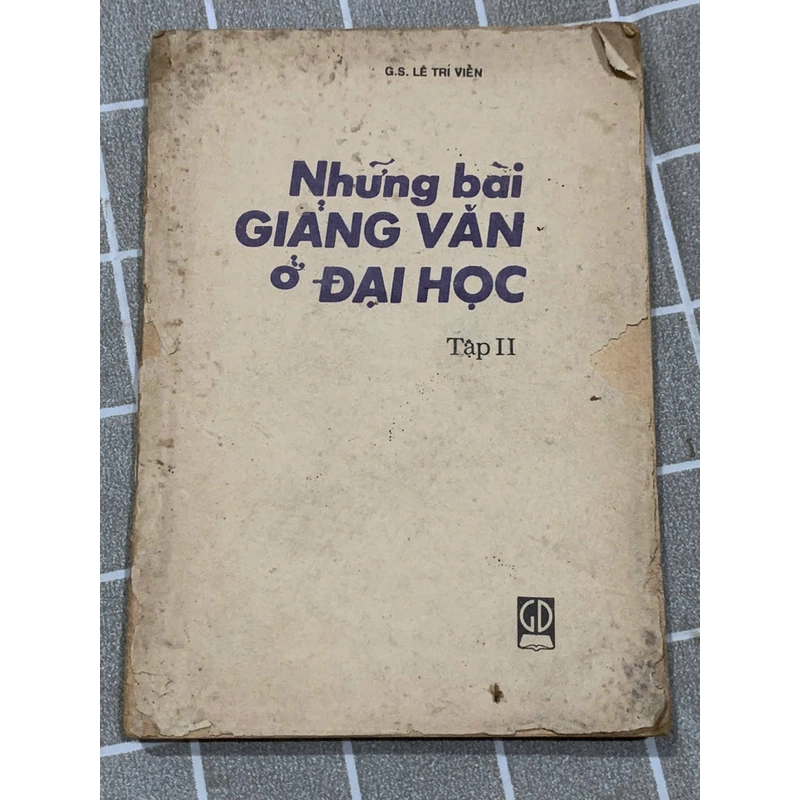 G.S. LÊ TRÍ VIỄN
Những bài
GIẢNG VĂN
ở ĐẠI HỌC
Tập II
GD